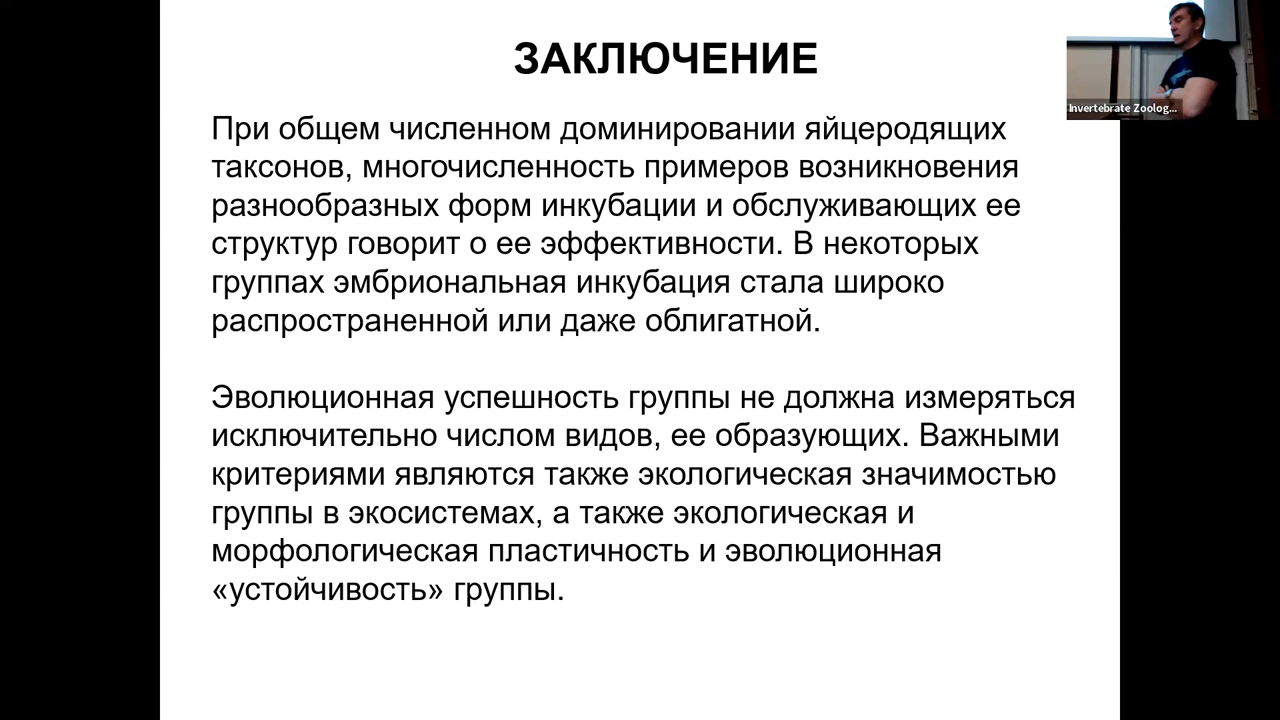 ЗАКЛЮЧЕНИЕ
Invertebrate Zoolog...
При общем численном доминировании яйцеродящих
таксонов, многочисленность примеров возникновения
разнообразных форм инкубации и обслуживающих ее
структур говорит о ее эффективности. В некоторых
группах эмбриональная инкубация стала широко
распространенной или даже облигатной.
Эволюционная успешность группы не должна измеряться
исключительно числом видов, ее образующих. Важными
критериями являются также экологическая значимостью
группы в экосистемах, а также экологическая и
морфологическая пластичность и эволюционная
«устойчивость» группы.